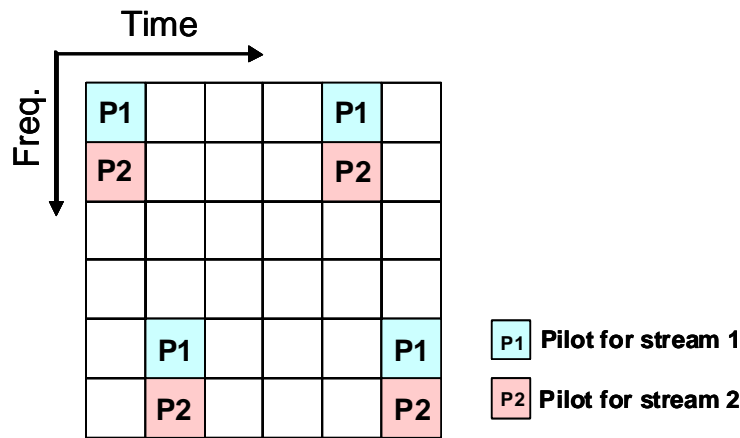 Time
Freq.
P1 P1
P2 P2
P1 P1
P2 P2
P1 Pilot for stream 1
P2 Pilot for stream 2